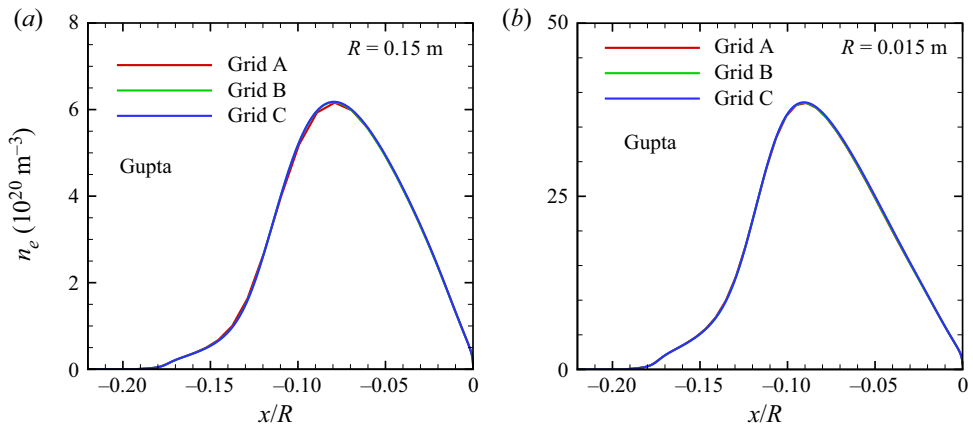 (a)
8
6
4
2
0
n_e (10^20 m^−3)
R = 0.15 m
Grid A
Grid B
Grid C
Gupta
−0.20
−0.15
−0.10
−0.05
0
x/R
(b)
50
25
0
R = 0.015 m
Grid A
Grid B
Grid C
Gupta
−0.20
−0.15
−0.10
−0.05
0
x/R